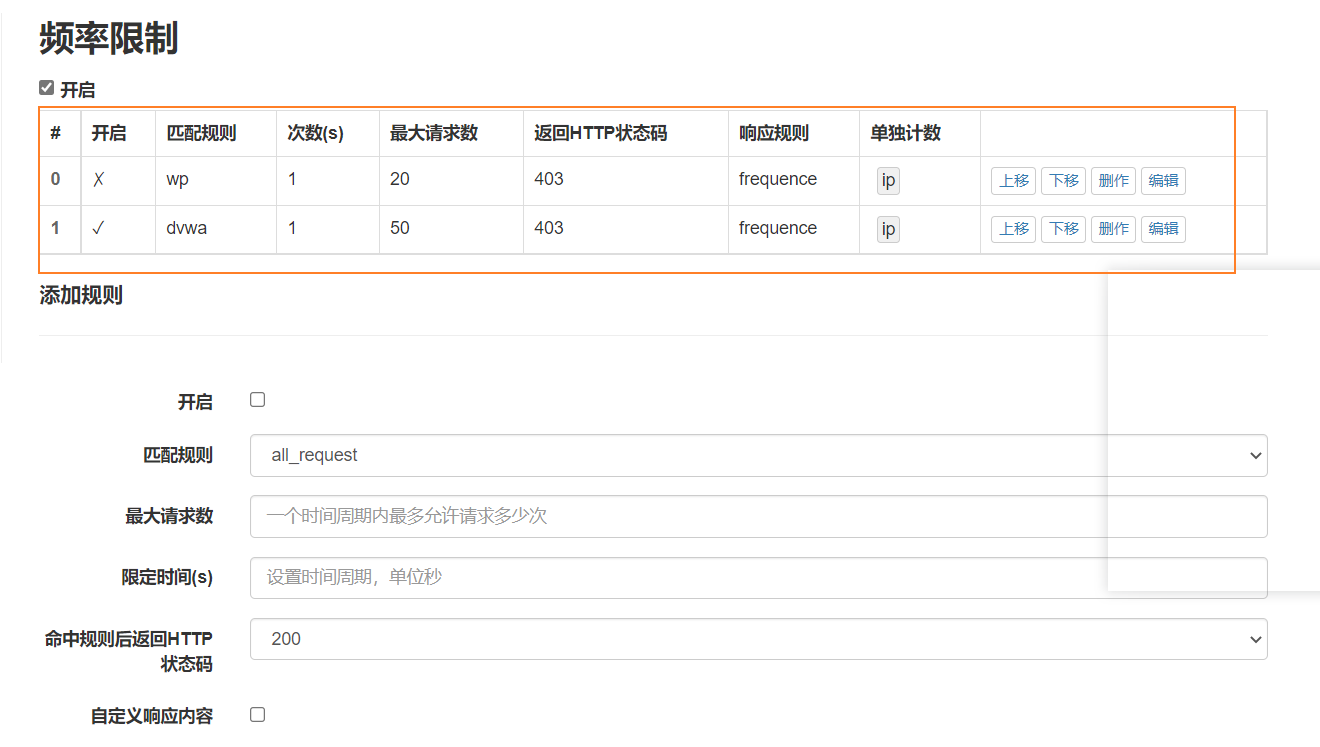 频率限制
开启
# 开启 匹配规则 次数(s) 最大请求数 返回HTTP状态码 响应规则 单独计数
0 ✗ wp 1 20 403 frequence ip 上移 下移 删作 编辑
1 ✓ dvwa 1 50 403 frequence ip 上移 下移 删作 编辑
添加规则
开启
匹配规则 all_request
最大请求数 一个时间周期内最多允许请求多少次
限定时间(s) 设置时间周期，单位秒
命中规则后返回HTTP 200
状态码
自定义响应内容